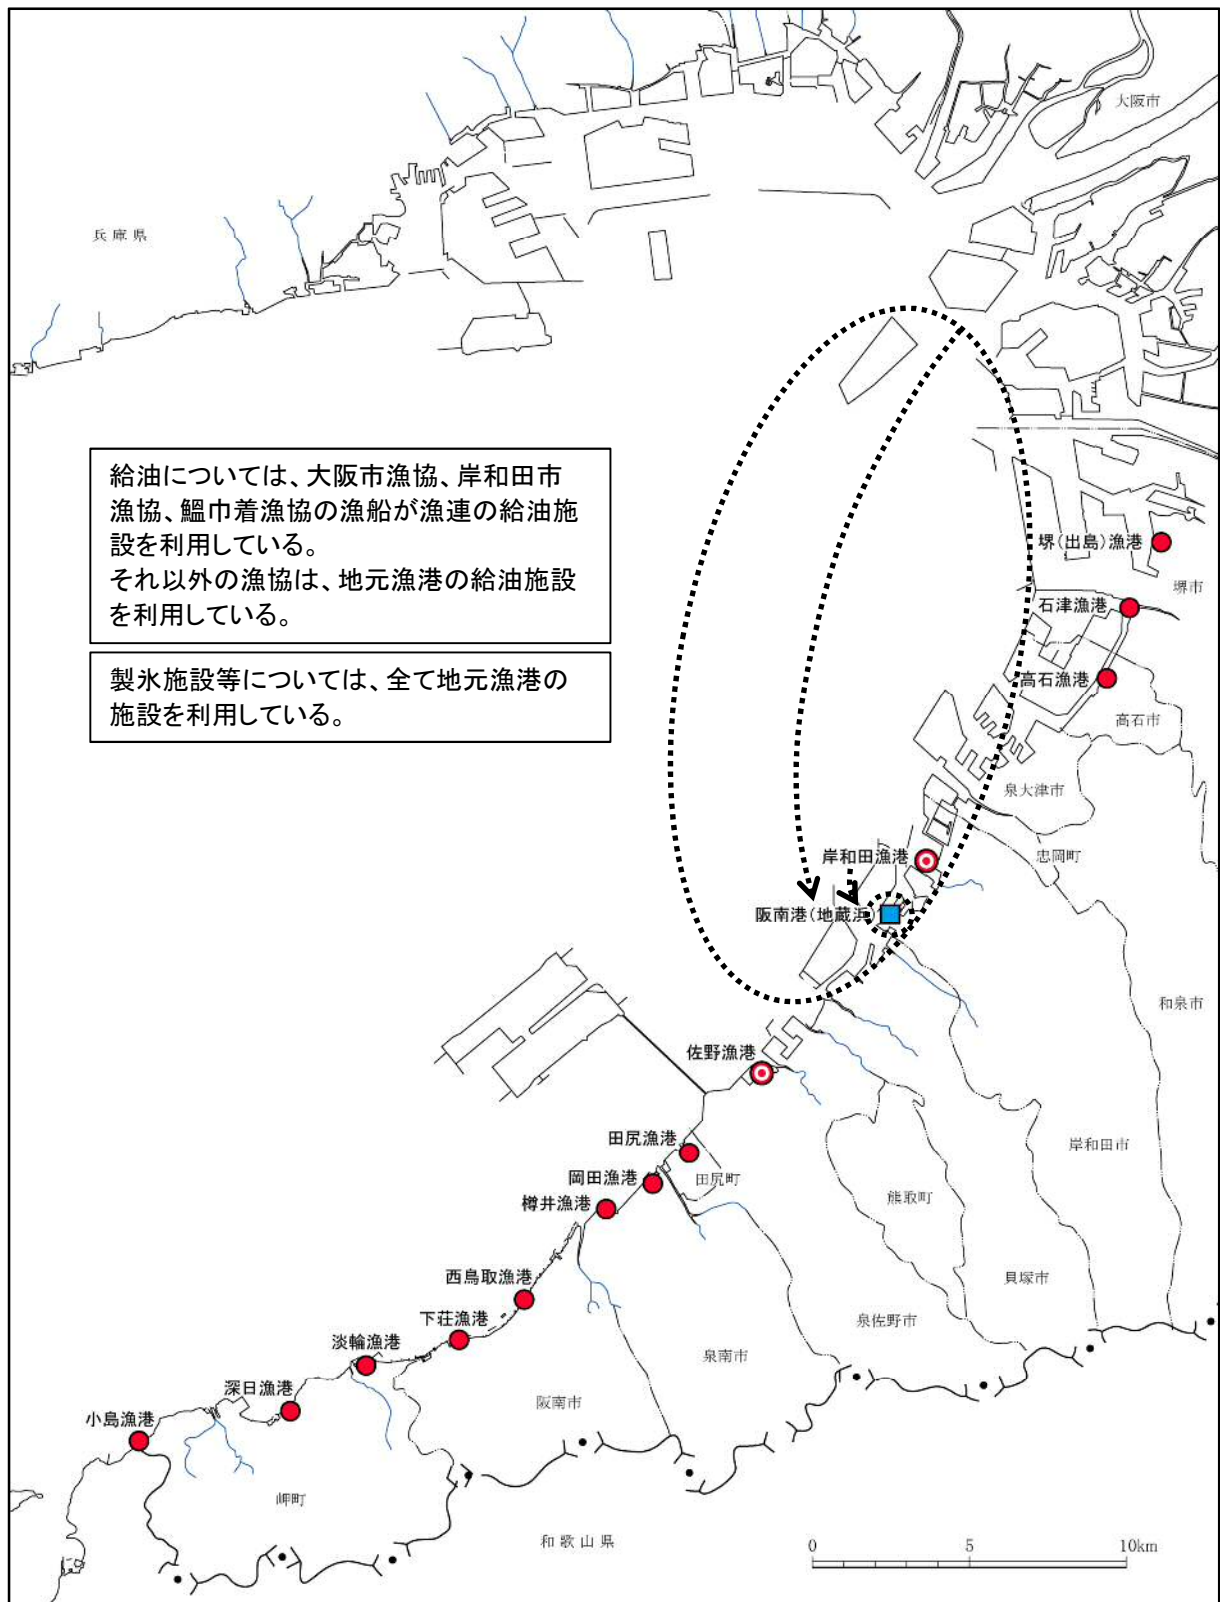 大阪市
兵庫県
給油については、大阪市漁協、岸和田市
漁協、鰮巾着漁協の漁船が漁連の給油施
設を利用している。
それ以外の漁協は、地元漁港の給油施設
を利用している。
製氷施設等については、全て地元漁港の
施設を利用している。
堺(出島)漁港
堺市
石津漁港
高石漁港
高石市
泉大津市
岸和田漁港
忠岡町
阪南港(地蔵浜)
和泉市
佐野漁港
田尻漁港
岸和田市
岡田漁港
田尻町
熊取町
樽井漁港
貝塚市
西鳥取漁港
泉佐野市
下荘漁港
淡輪漁港
泉南市
深日漁港
阪南市
小島漁港
岬町
和歌山県
0 5 10km